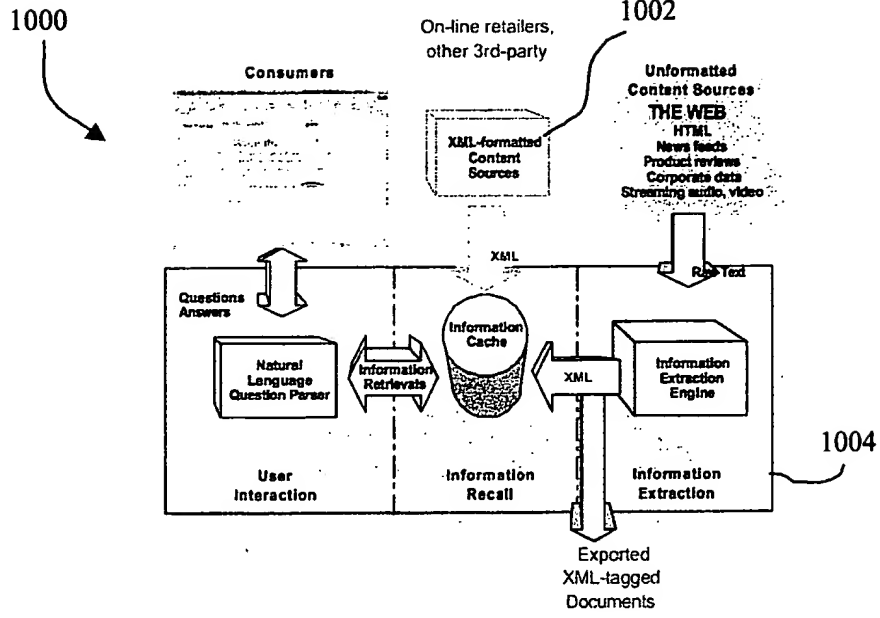 1000
1002
On-line retailers,
other 3rd-party
Consumers
Unformatted
Content Sources
THE WEB
HTML
News feeds
Product reviews
Corporate data
Streaming audio, video
XML-formatted
Content
Sources
XML
Raw Text
Questions
Answers
Information
Cache
Natural
Language
Question Parser
Information
Retrievals
XML
Information
Extraction
Engine
1004
User
Interaction
Information
Recall
Information
Extraction
Exported
XML-tagged
Documents